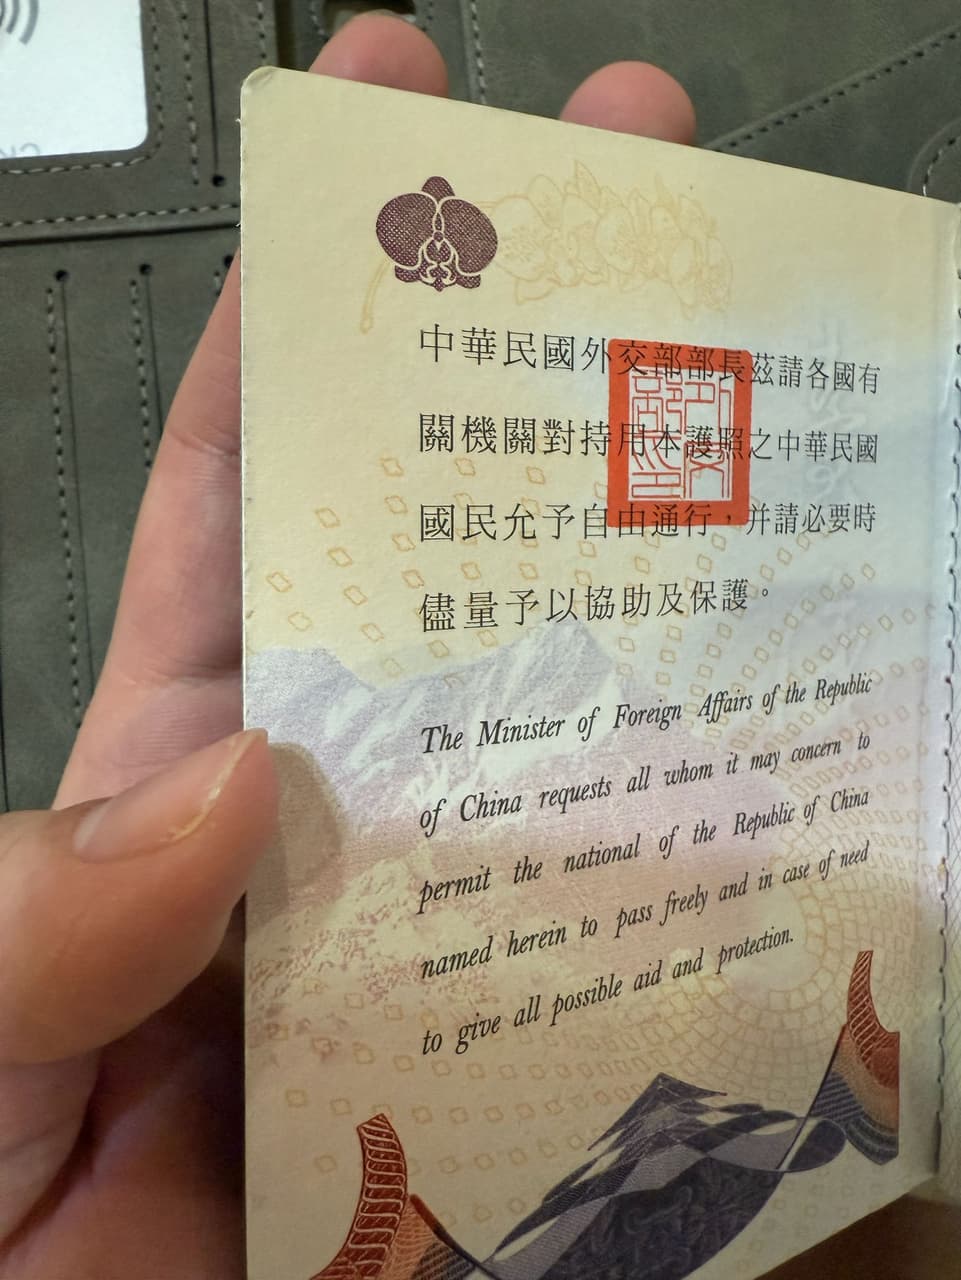 中華民國外交部部長茲請各國有
關機關對持用本護照之中華民國
國民允予自由通行，并請必要時
儘量予以協助及保護。
The Minister of Foreign Affairs of the Republic
of China requests all whom it may concern to
permit the national of the Republic of China
named herein to pass freely and in case of need
to give all possible aid and protection.